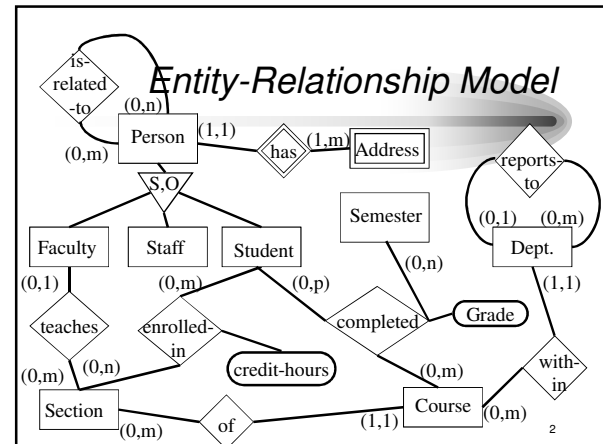 Entity-Relationship Model
is-
related
-to
(0,n)
(0,m)
Person
(1,1)
has
(1,m)
Address
reports-
to
S,O
Semester
(0,1)
(0,m)
Faculty
Staff
Student
Dept.
(0,n)
(0,1)
(0,m)
(0,p)
(1,1)
teaches
enrolled-
in
completed
Grade
(0,m)
(0,n)
credit-hours
(0,m)
with-
in
Section
(0,m)
of
(1,1)
Course
(0,m)
2